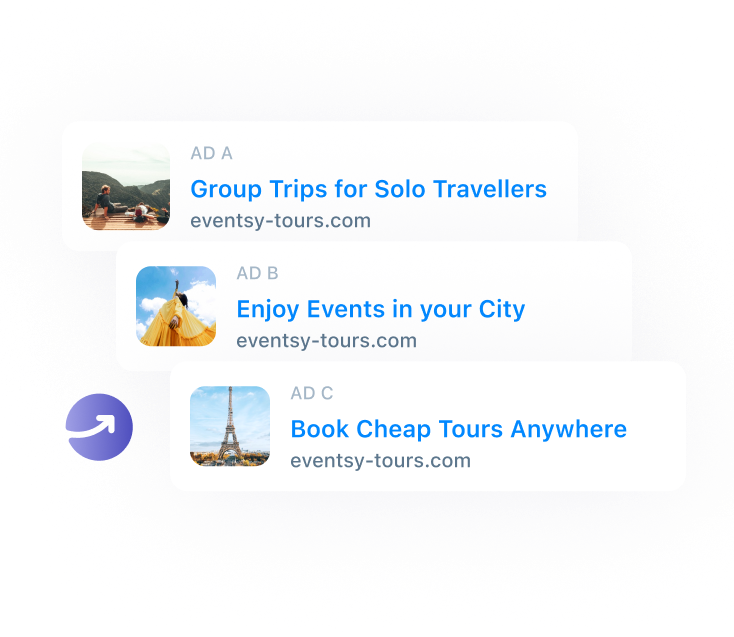 AD A
Group Trips for Solo Travellers
eventsy-tours.com
AD B
Enjoy Events in your City
eventsy-tours.com
AD C
Book Cheap Tours Anywhere
eventsy-tours.com